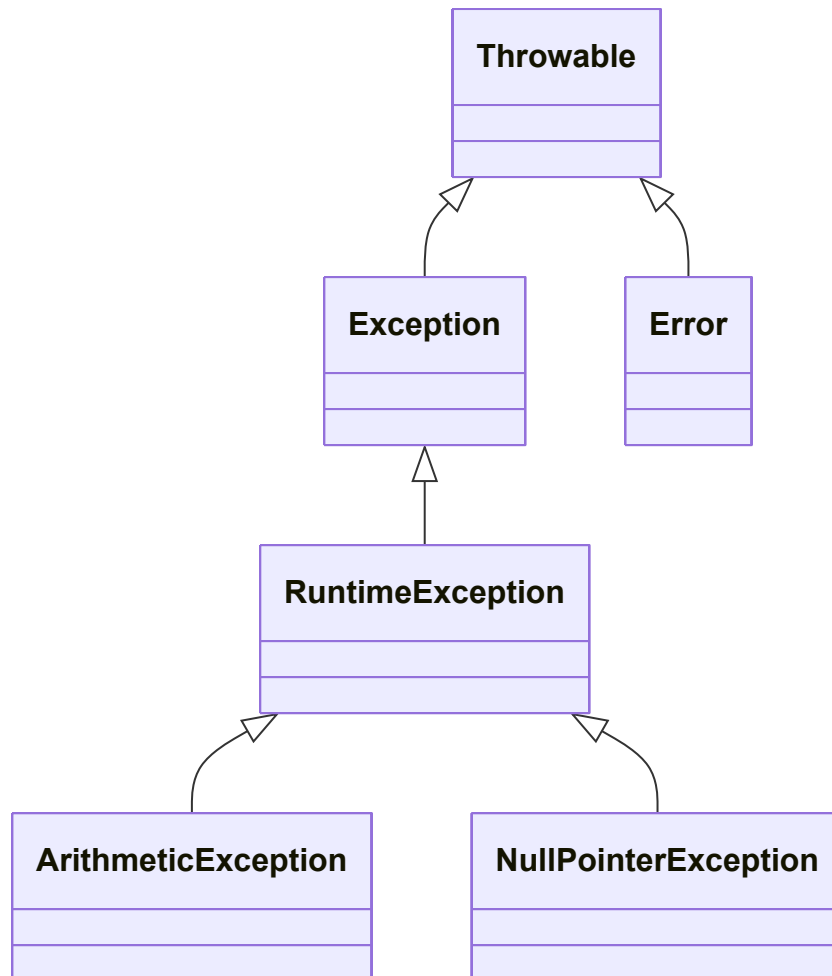 Throwable
Exception
Error
RuntimeException
ArithmeticException
NullPointerException